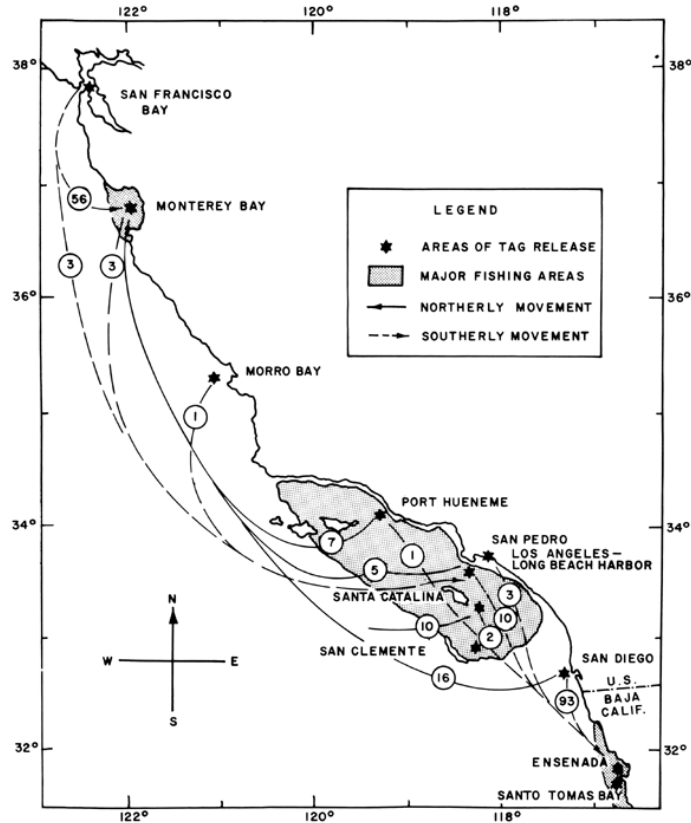 122°
120°
118°
38°
38°
SAN FRANCISCO
BAY
56
MONTEREY BAY
3
3
LEGEND
AREAS OF TAG RELEASE
MAJOR FISHING AREAS
NORTHERLY MOVEMENT
SOUTHERLY MOVEMENT
36°
36°
MORRO BAY
1
PORT HUENEME
34°
34°
7
1
SAN PEDRO
LOS ANGELES—
LONG BEACH HARBOR
5
SANTA CATALINA
3
10
10
2
SAN CLEMENTE
16
SAN DIEGO
U.S.
BAJA
CALIF.
93
N
W
E
S
32°
32°
ENSENADA
SANTO TOMAS BAY
122°
120°
118°